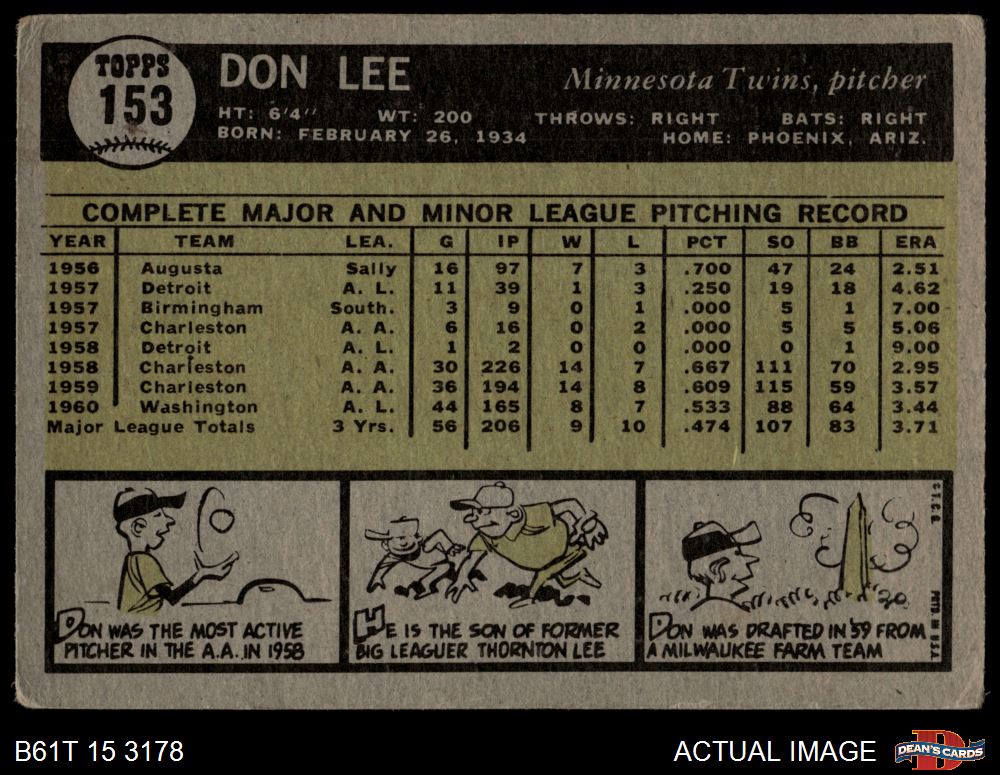 TOPPS
153
DON LEE
Minnesota Twins, pitcher
HT: 6'4" WT: 200 THROWS: RIGHT BATS: RIGHT
BORN: FEBRUARY 26, 1934 HOME: PHOENIX, ARIZ.
COMPLETE MAJOR AND MINOR LEAGUE PITCHING RECORD
YEAR TEAM LEA. G IP W L PCT SO BB ERA
1956 Augusta Sally 16 97 7 3 .700 47 24 2.51
1957 Detroit A. L. 11 39 1 3 .250 19 18 4.62
1957 Birmingham South. 3 9 0 1 .000 5 1 7.00
1957 Charleston A. A. 6 16 0 2 .000 5 5 5.06
1958 Detroit A. L. 1 2 0 0 .000 0 1 9.00
1958 Charleston A. A. 30 226 14 7 .667 111 70 2.95
1959 Charleston A. A. 36 194 14 8 .609 115 59 3.57
1960 Washington A. L. 44 165 8 7 .533 88 64 3.44
Major League Totals 3 Yrs. 56 206 9 10 .474 107 83 3.71
DON WAS THE MOST ACTIVE
PITCHER IN THE A.A. IN 1958
HE IS THE SON OF FORMER
BIG LEAGUER THORNTON LEE
DON WAS DRAFTED IN '59 FROM
A MILWAUKEE FARM TEAM
©T.C.G.
PRTD. IN U.S.A.
B61T 15 3178
ACTUAL IMAGE
DEAN'S CARDS